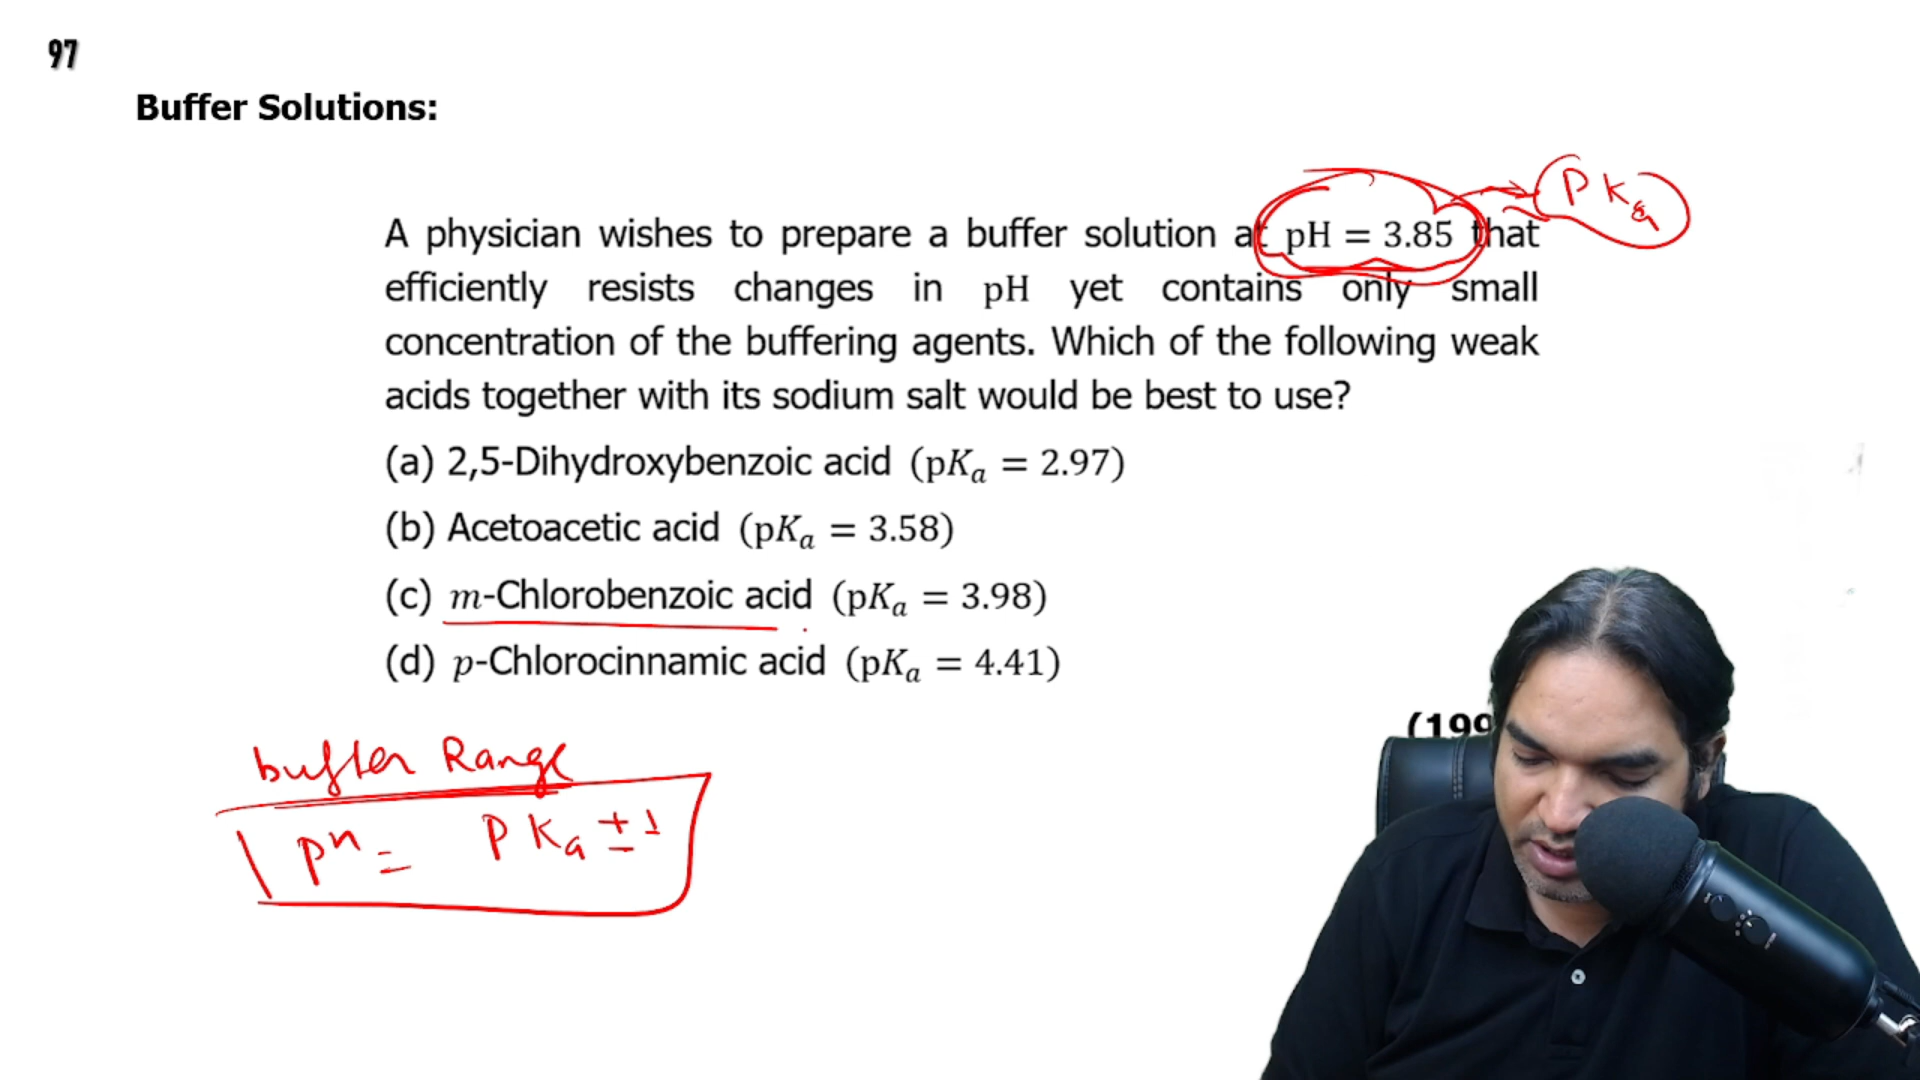 97
Buffer Solutions:
pKa
A physician wishes to prepare a buffer solution at pH = 3.85 that
efficiently resists changes in pH yet contains only small
concentration of the buffering agents. Which of the following weak
acids together with its sodium salt would be best to use?
(a) 2,5-Dihydroxybenzoic acid (pKₐ = 2.97)
(b) Acetoacetic acid (pKₐ = 3.58)
(c) m-Chlorobenzoic acid (pKₐ = 3.98)
(d) p-Chlorocinnamic acid (pKₐ = 4.41)
(199
buffer Range
pH = pKa ± 1